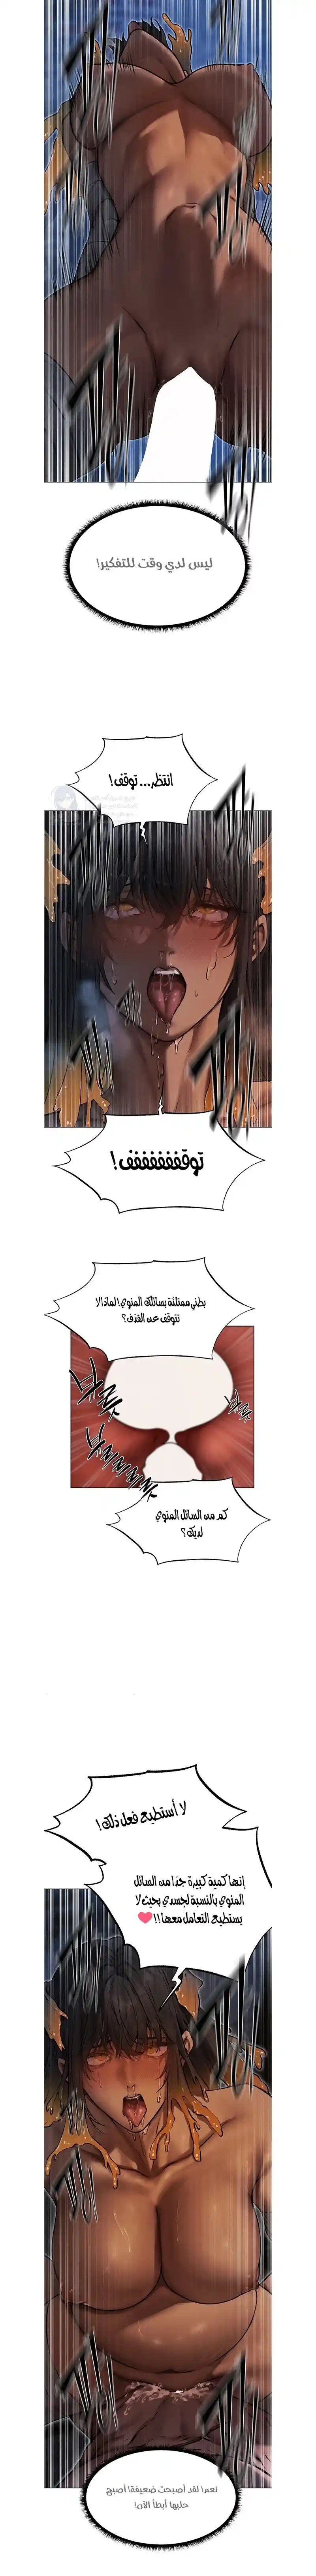 ليس لدي وقت للتفكير!
انتظر... توقف!
توقفففففففف!
بطني ممتلئة بسائلك المنوي! لماذا لا
تتوقف عن القذف؟
كم من السائل المنوي
لديك؟
لا أستطيع فعل ذلك!
إنها كمية كبيرة جدا من السائل
المنوي بالنسبة لجسدي بحيث لا
يستطيع التعامل معها!!
نعم! لقد أصبحت ضعيفة! أصبح
حلبها أبطأ الآن!